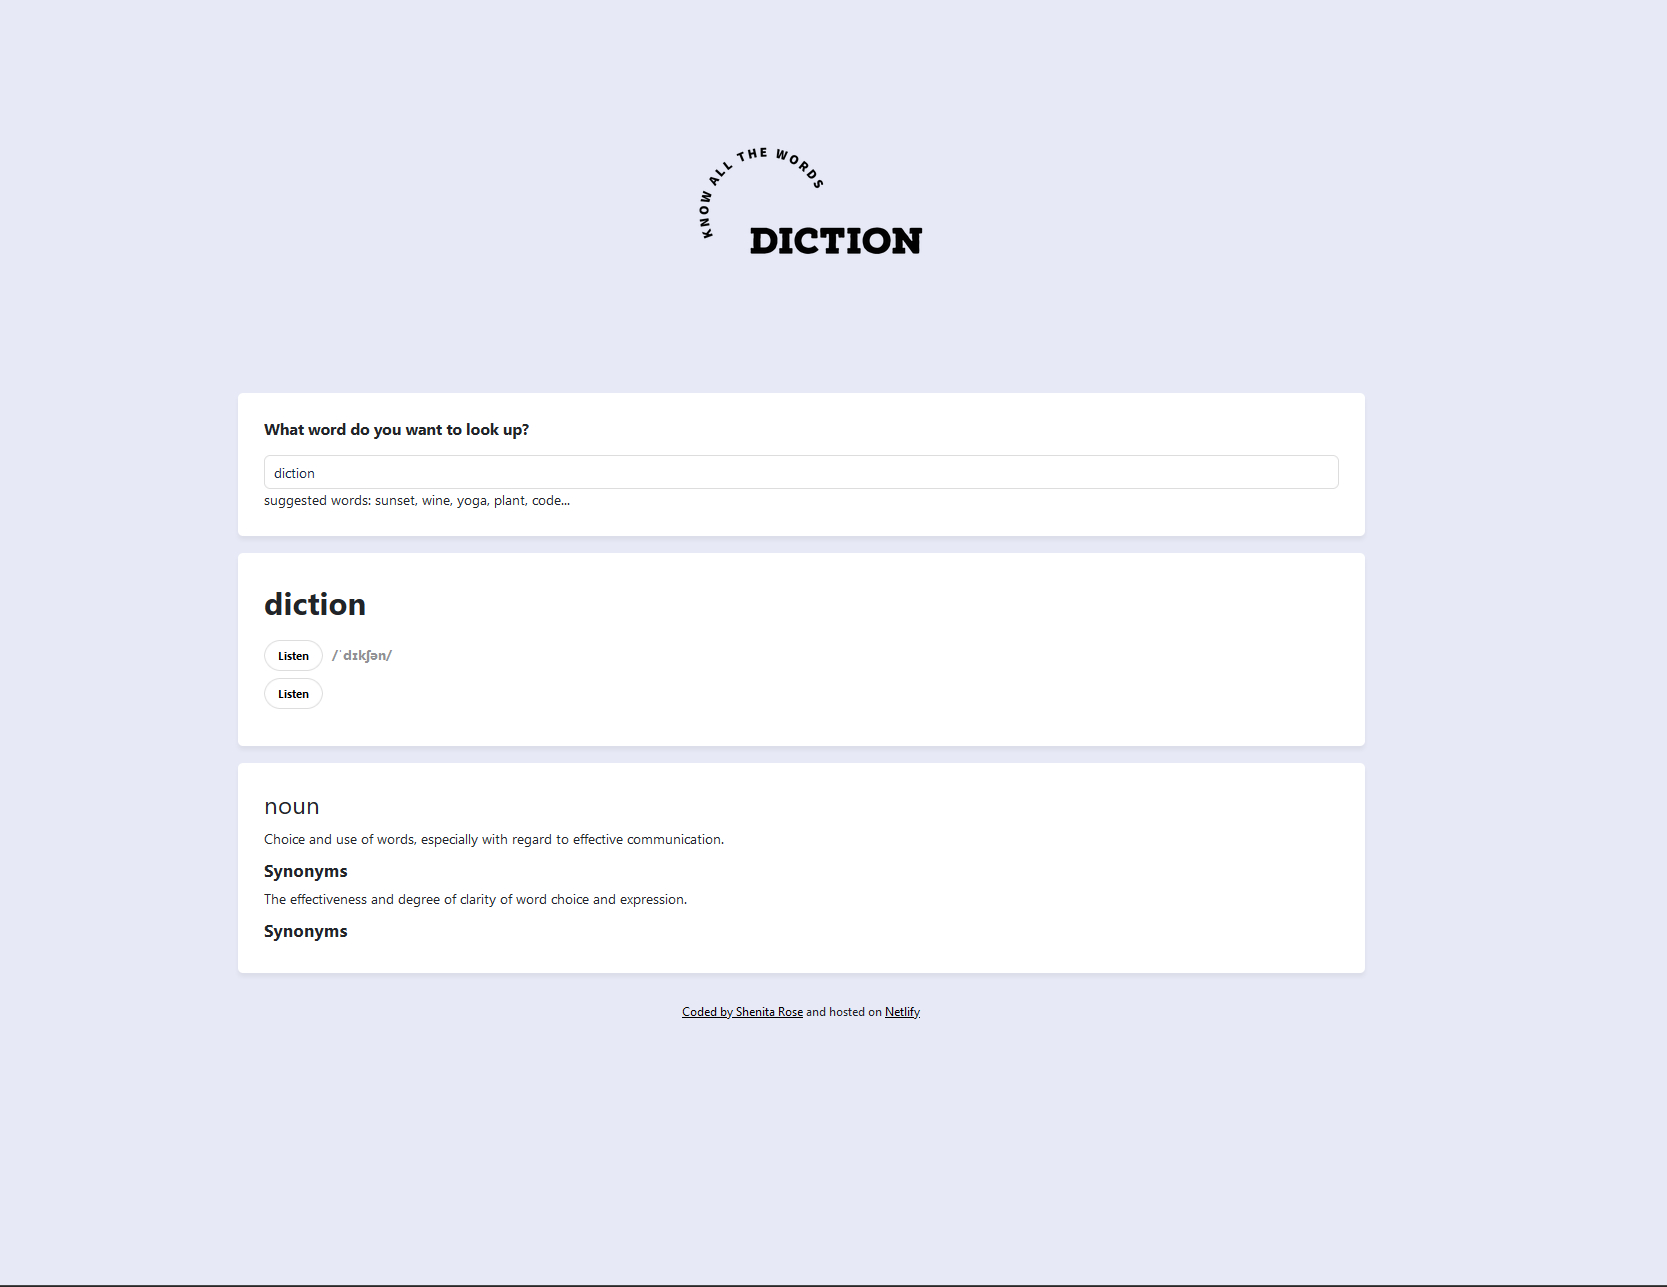 KNOW ALL THE WORDS
DICTION
What word do you want to look up?
diction
suggested words: sunset, wine, yoga, plant, code...
diction
Listen /ˈdɪkʃən/
Listen
noun
Choice and use of words, especially with regard to effective communication.
Synonyms
The effectiveness and degree of clarity of word choice and expression.
Synonyms
Coded by Shenita Rose and hosted on Netlify